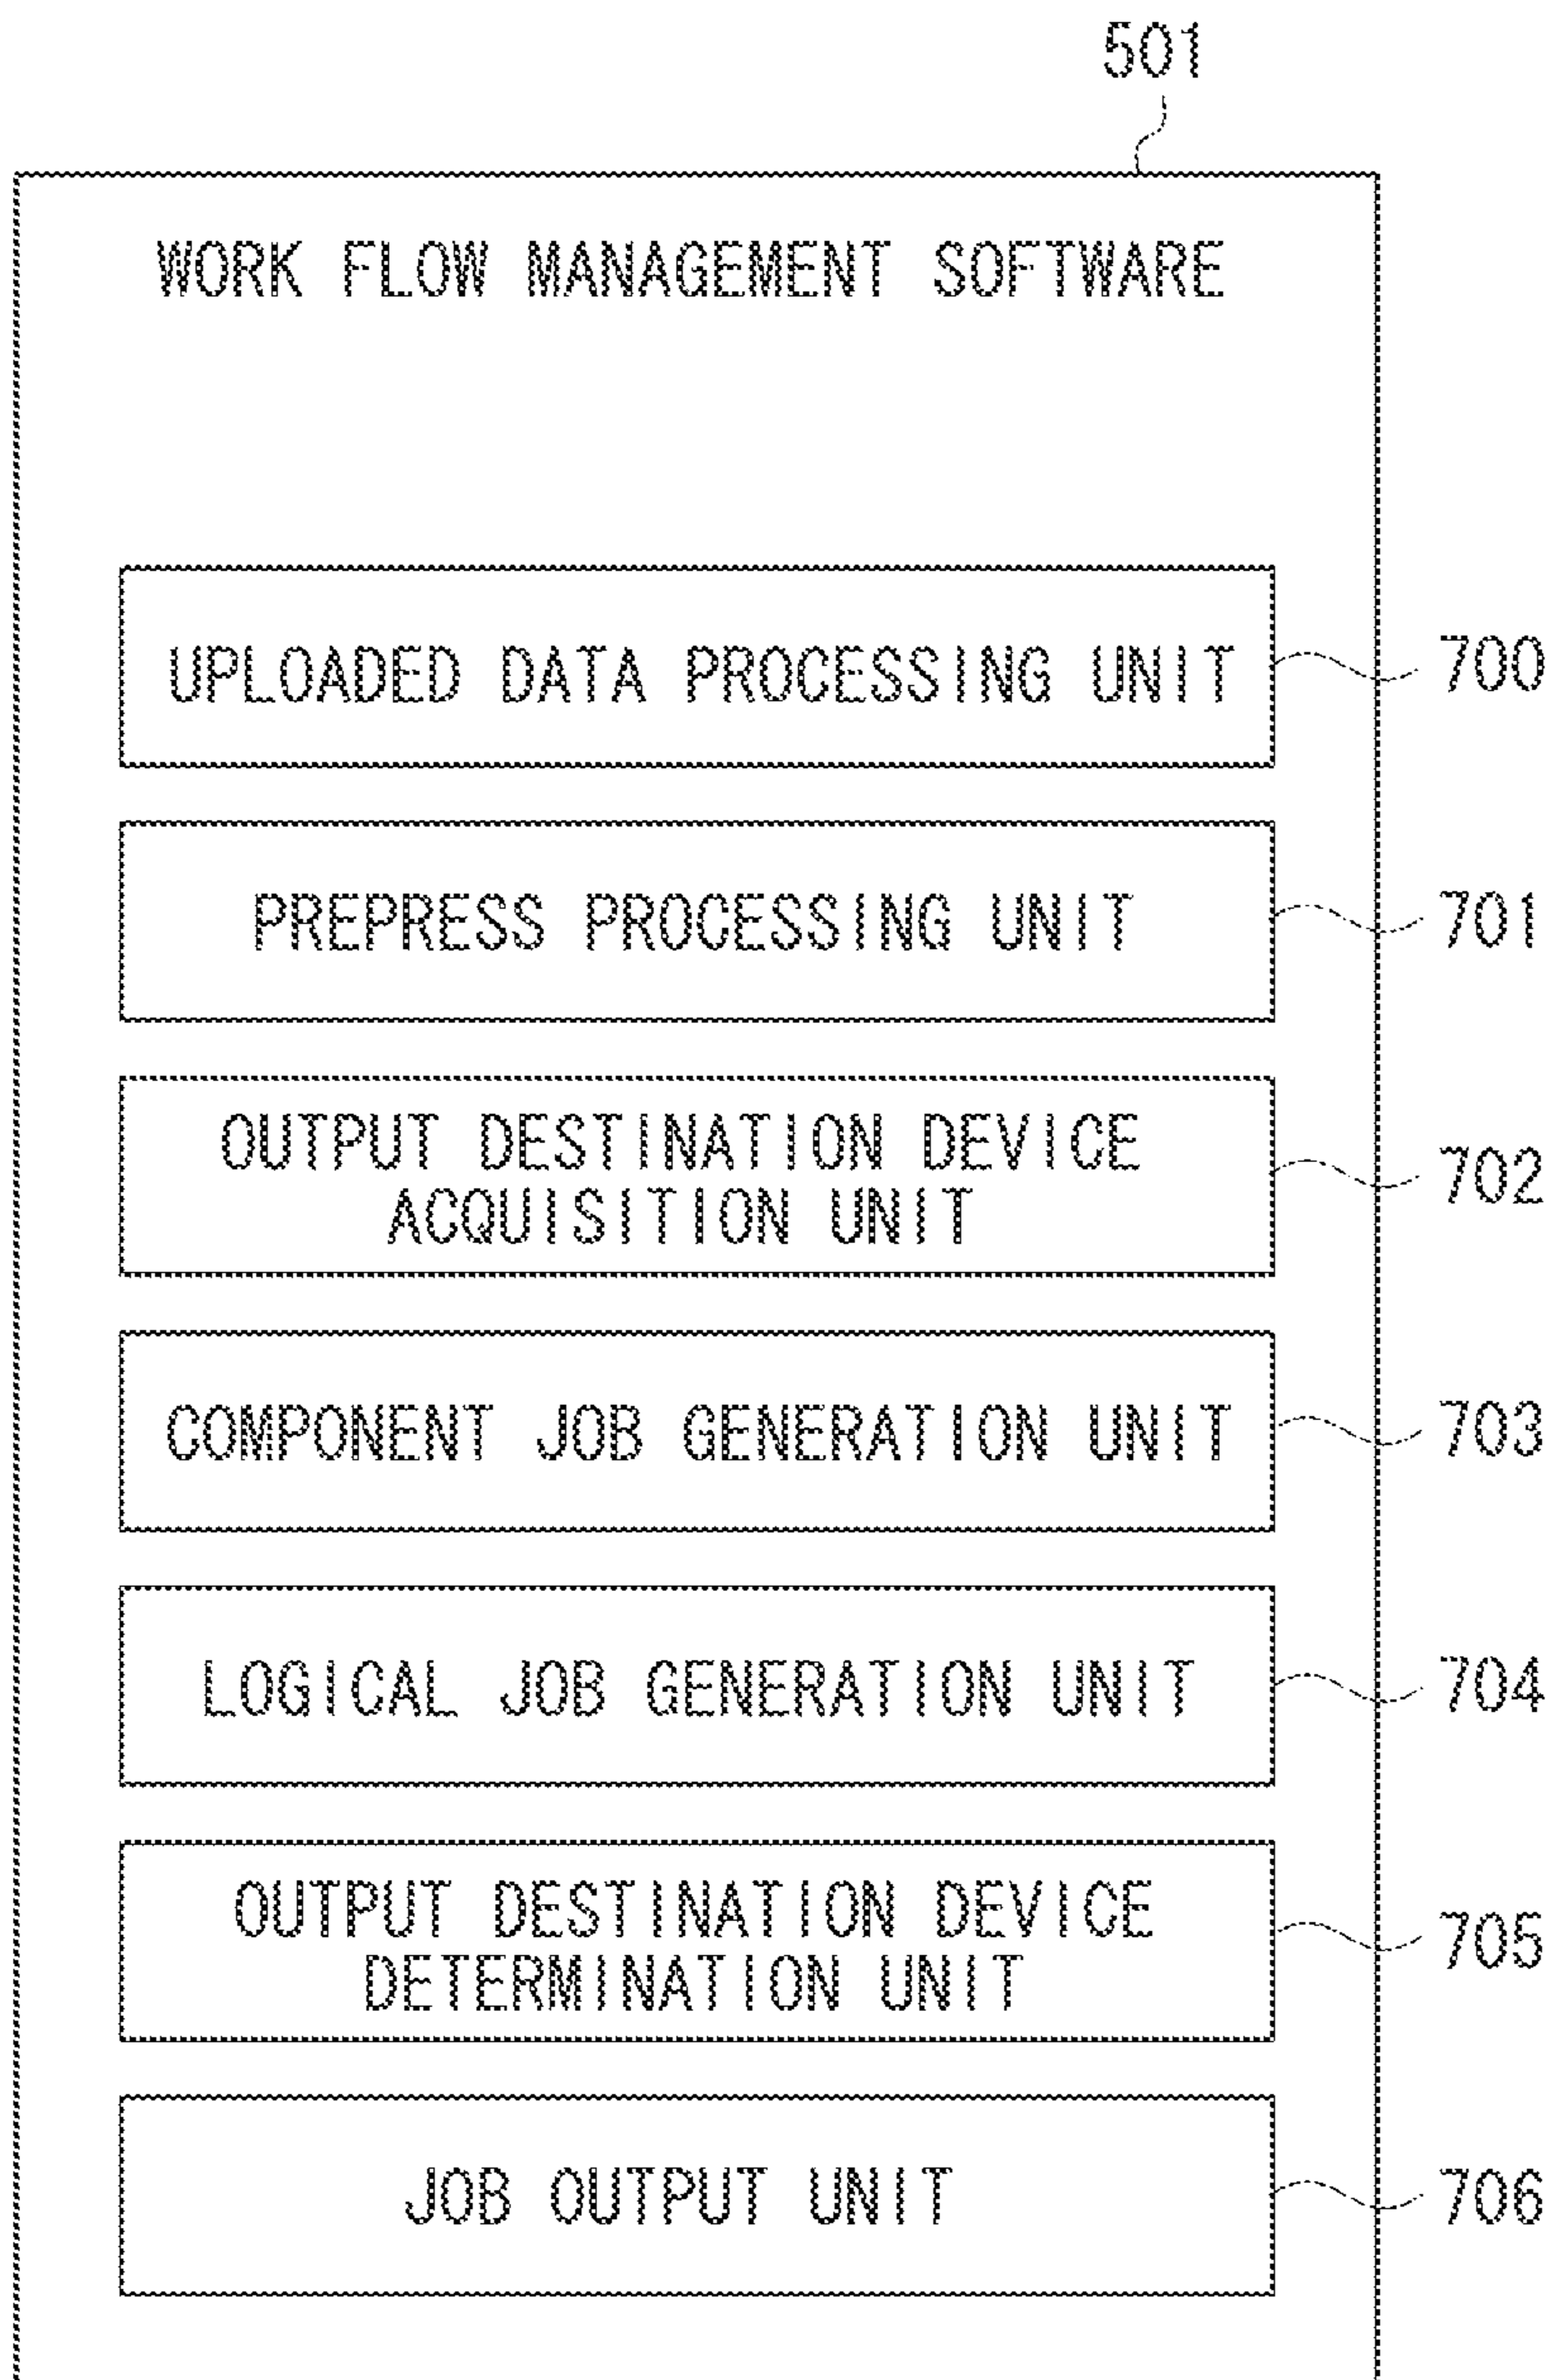 501
WORK FLOW MANAGEMENT SOFTWARE
UPLOADED DATA PROCESSING UNIT
700
PREPRESS PROCESSING UNIT
701
OUTPUT DESTINATION DEVICE
ACQUISITION UNIT
702
COMPONENT JOB GENERATION UNIT
703
LOGICAL JOB GENERATION UNIT
704
OUTPUT DESTINATION DEVICE
DETERMINATION UNIT
705
JOB OUTPUT UNIT
706